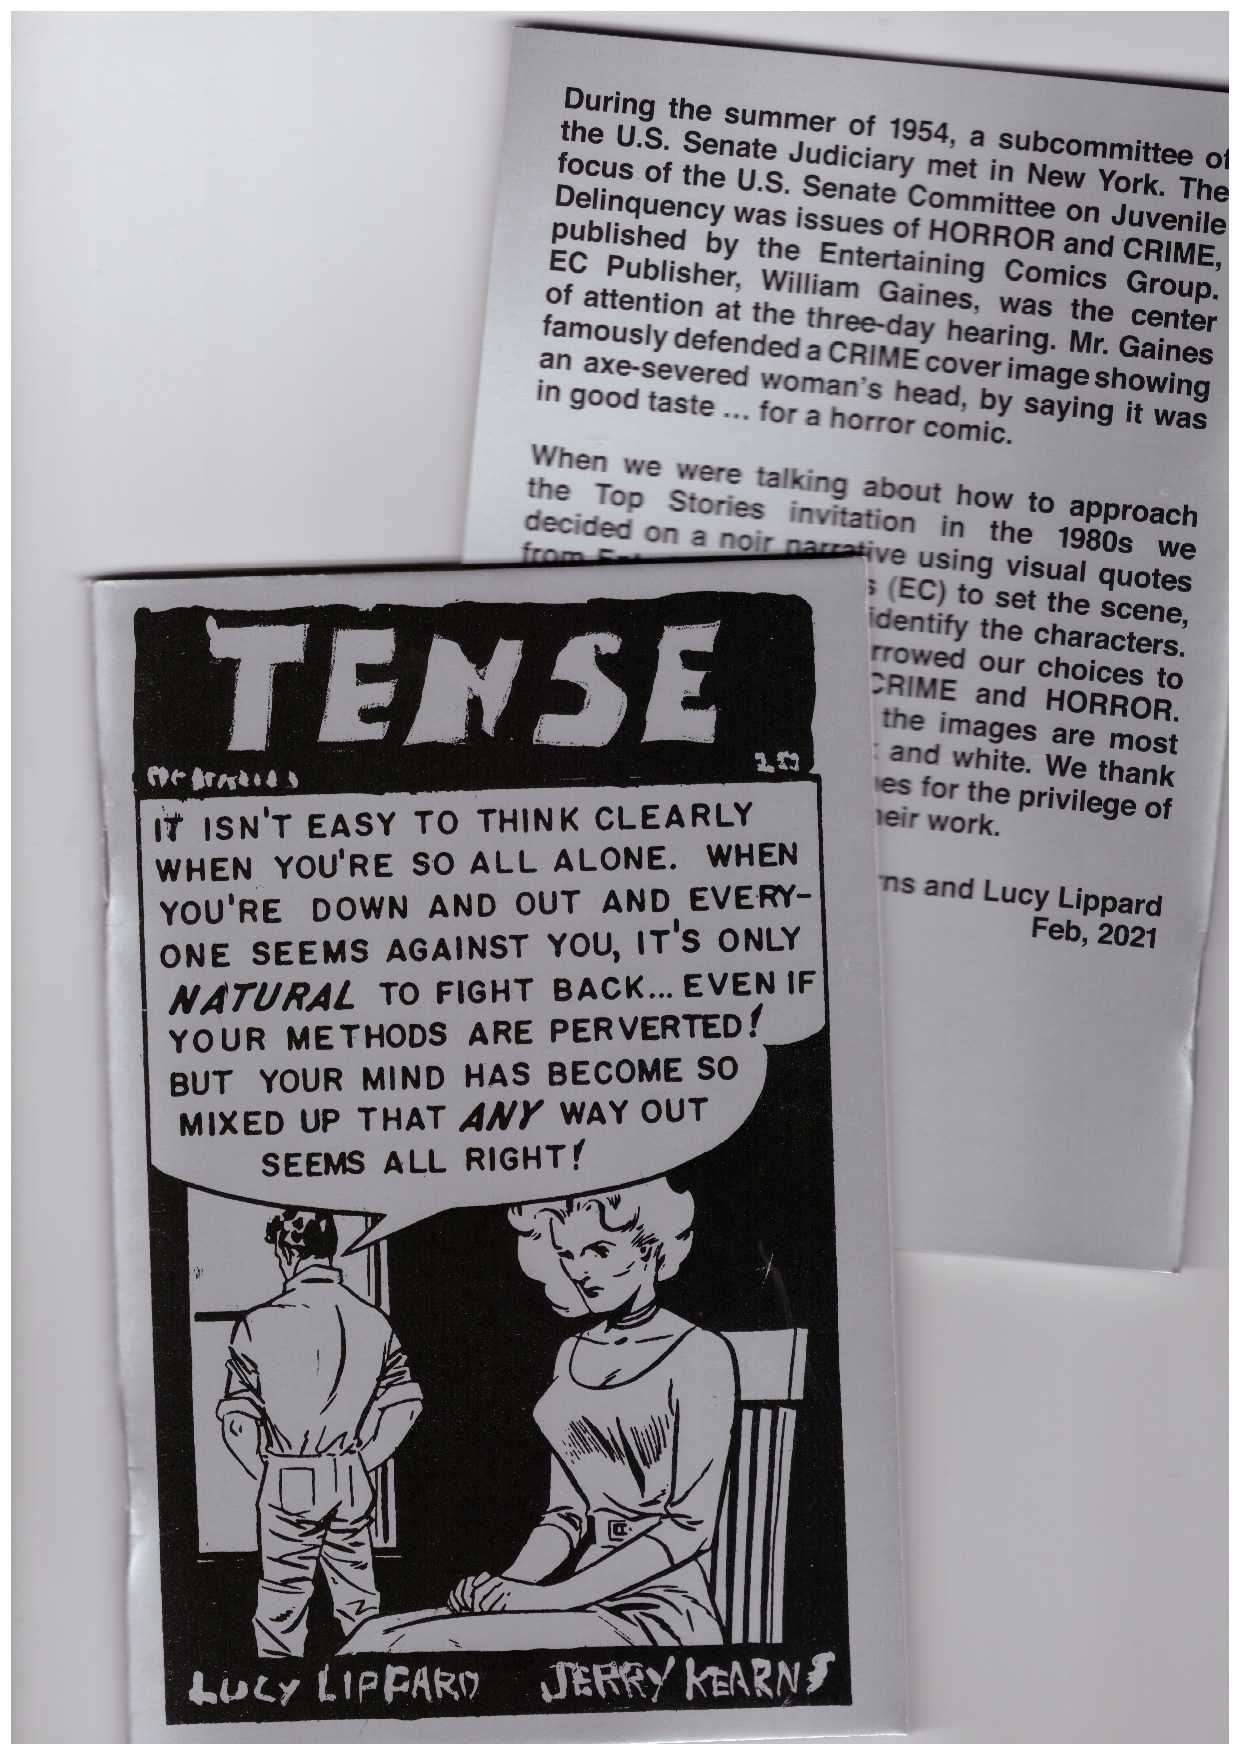 During the summer of 1954, a subcommittee of
the U.S. Senate Judiciary met in New York. The
focus of the U.S. Senate Committee on Juvenile
Delinquency was issues of HORROR and CRIME,
published by the Entertaining Comics Group.
EC Publisher, William Gaines, was the center
of attention at the three-day hearing. Mr. Gaines
famously defended a CRIME cover image showing
an axe-severed woman's head, by saying it was
in good taste ... for a horror comic.
When we were talking about how to approach
the Top Stories invitation in the 1980s we
decided on a noir narrative using visual quotes
from
(EC) to set the scene,
identify the characters.
our choices to
CRIME and HORROR.
the images are most
and white. We thank
for the privilege of
work.
and Lucy Lippard
Feb, 2021
TENSE
IT ISN'T EASY TO THINK CLEARLY
WHEN YOU'RE SO ALL ALONE. WHEN
YOU'RE DOWN AND OUT AND EVERY-
ONE SEEMS AGAINST YOU, IT'S ONLY
NATURAL TO FIGHT BACK... EVEN IF
YOUR METHODS ARE PERVERTED!
BUT YOUR MIND HAS BECOME SO
MIXED UP THAT ANY WAY OUT
SEEMS ALL RIGHT!
LUCY LIPPARD JERRY KEARNS